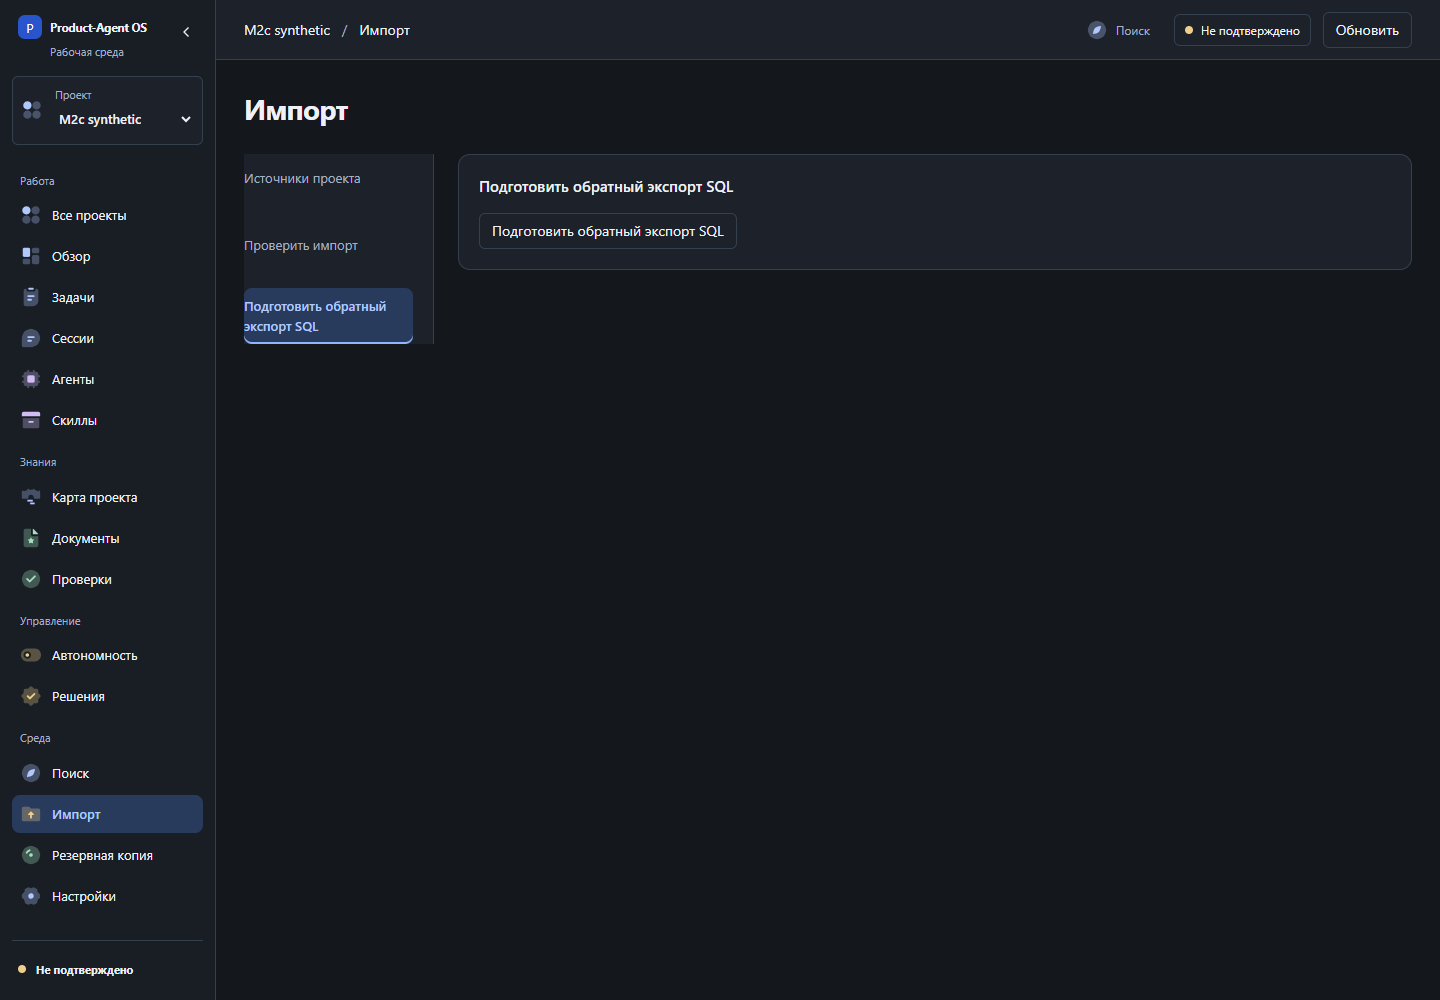 P
Product-Agent OS
Рабочая среда
Проект
M2c synthetic
Работа
Все проекты
Обзор
Задачи
Сессии
Агенты
Скиллы
Знания
Карта проекта
Документы
Проверки
Управление
Автономность
Решения
Среда
Поиск
Импорт
Резервная копия
Настройки
Не подтверждено
M2c synthetic / Импорт
Поиск
Не подтверждено
Обновить
Импорт
Источники проекта
Проверить импорт
Подготовить обратный
экспорт SQL
Подготовить обратный экспорт SQL
Подготовить обратный экспорт SQL